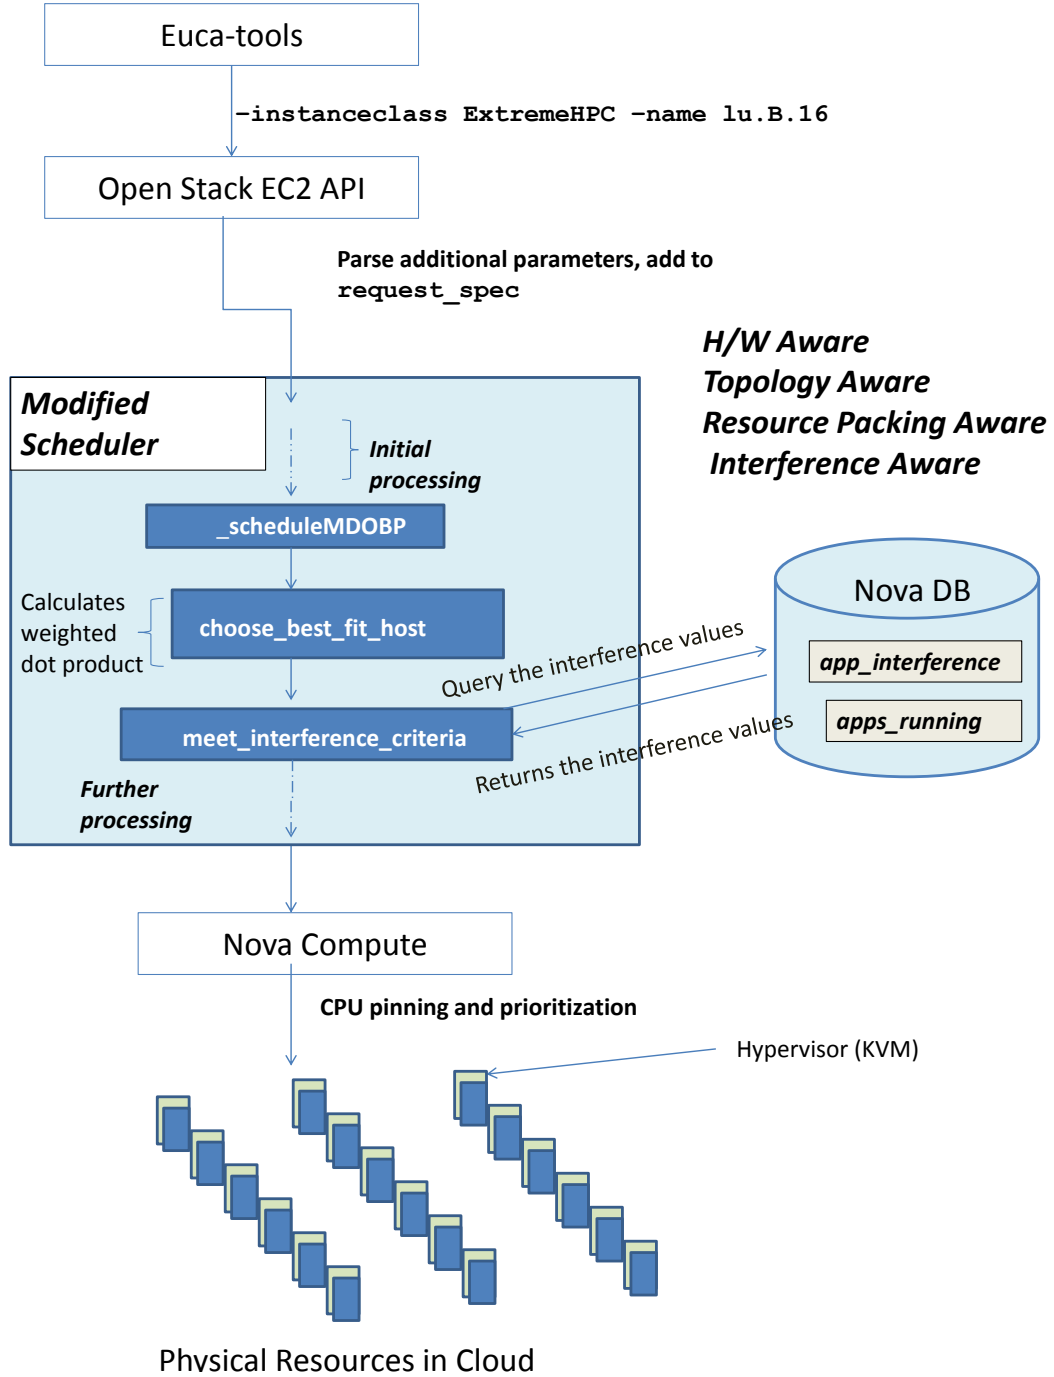 Euca-tools
–instanceclass ExtremeHPC –name lu.B.16
Open Stack EC2 API
Parse additional parameters, add to
request_spec
H/W Aware
Topology Aware
Resource Packing Aware
Interference Aware
Modified
Scheduler
Initial
processing
_scheduleMDOBP
Calculates
weighted
dot product
choose_best_fit_host
Query the interference values
Nova DB
app_interference
apps_running
meet_interference_criteria
Returns the interference values
Further
processing
Nova Compute
CPU pinning and prioritization
Hypervisor (KVM)
Physical Resources in Cloud